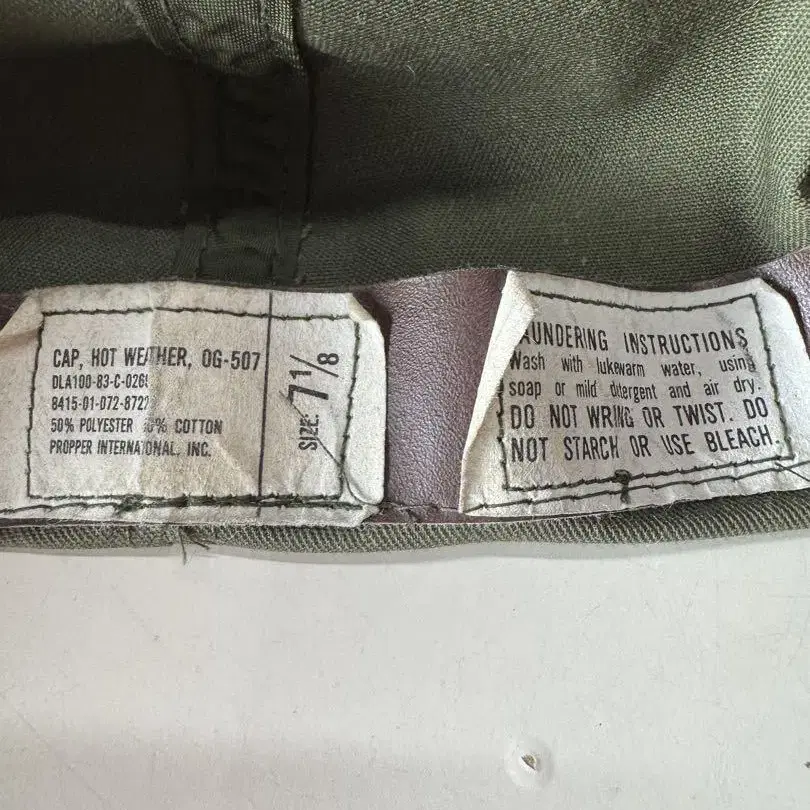 CAP, HOT WEATHER, OG-507
DLA100-83-C-026
8415-01-072-872
50% POLYESTER % COTTON
PROPPER INTERNATIONAL, INC.
SIZE: 7 1/8
AUNDERING INSTRUCTIONS
Wash with lukewarm water, using
soap or mild detergent and air dry.
DO NOT WRING OR TWIST. DO
NOT STARCH OR USE BLEACH.